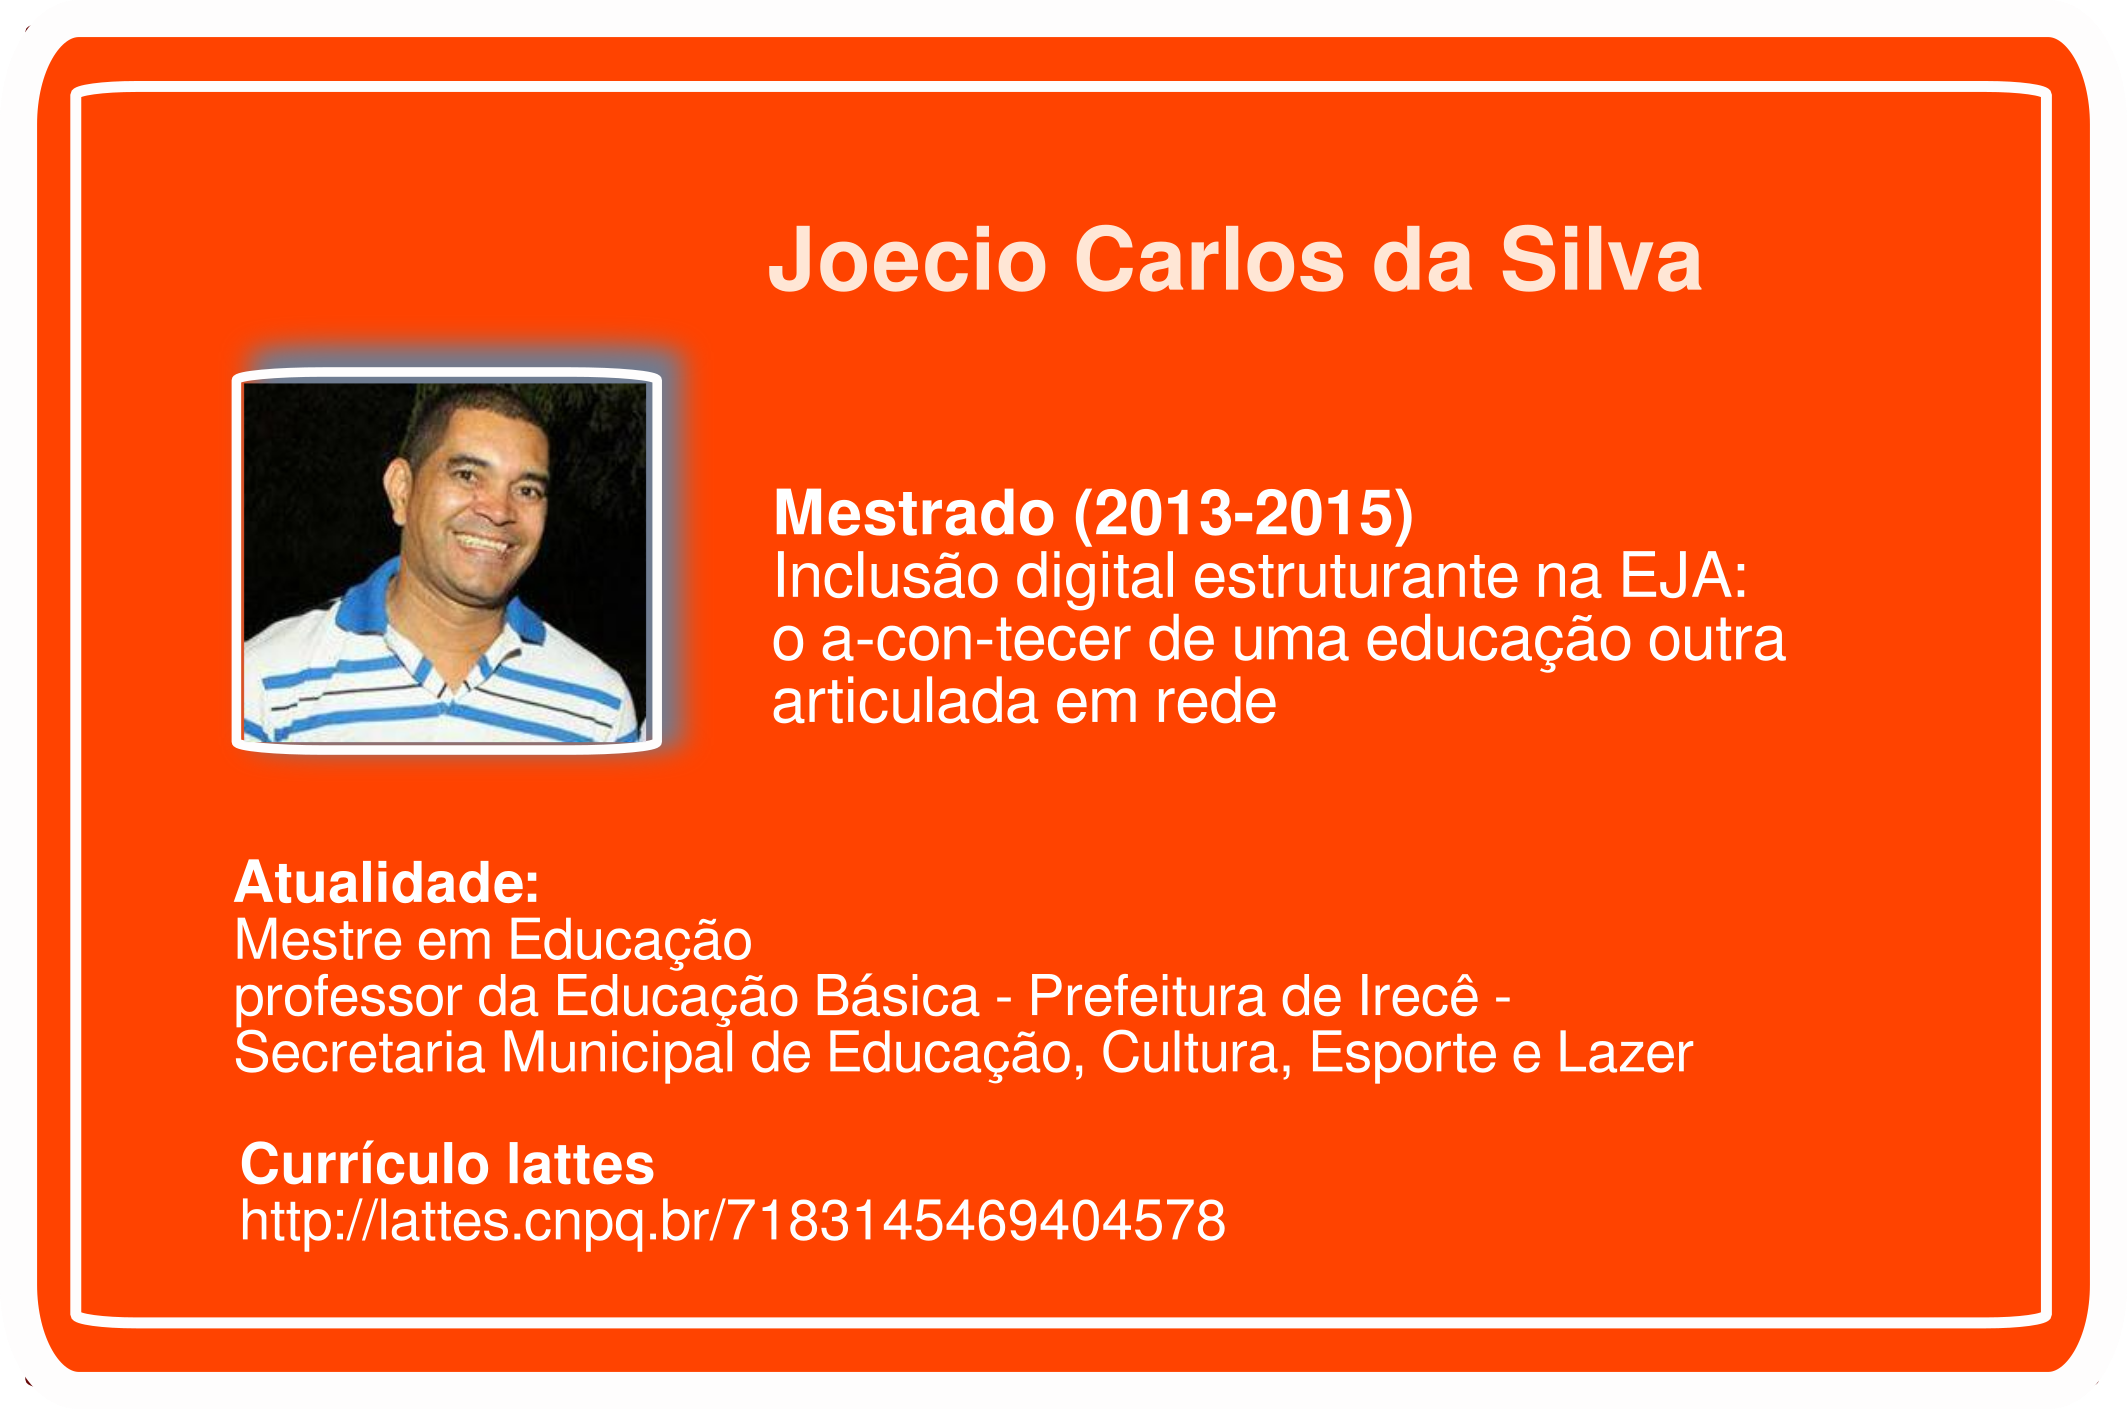 Joecio Carlos da Silva
Mestrado (2013-2015)
Inclusão digital estruturante na EJA:
o a-con-tecer de uma educação outra
articulada em rede
Atualidade:
Mestre em Educação
professor da Educação Básica - Prefeitura de Irecê -
Secretaria Municipal de Educação, Cultura, Esporte e Lazer
Currículo lattes
http://lattes.cnpq.br/7183145469404578